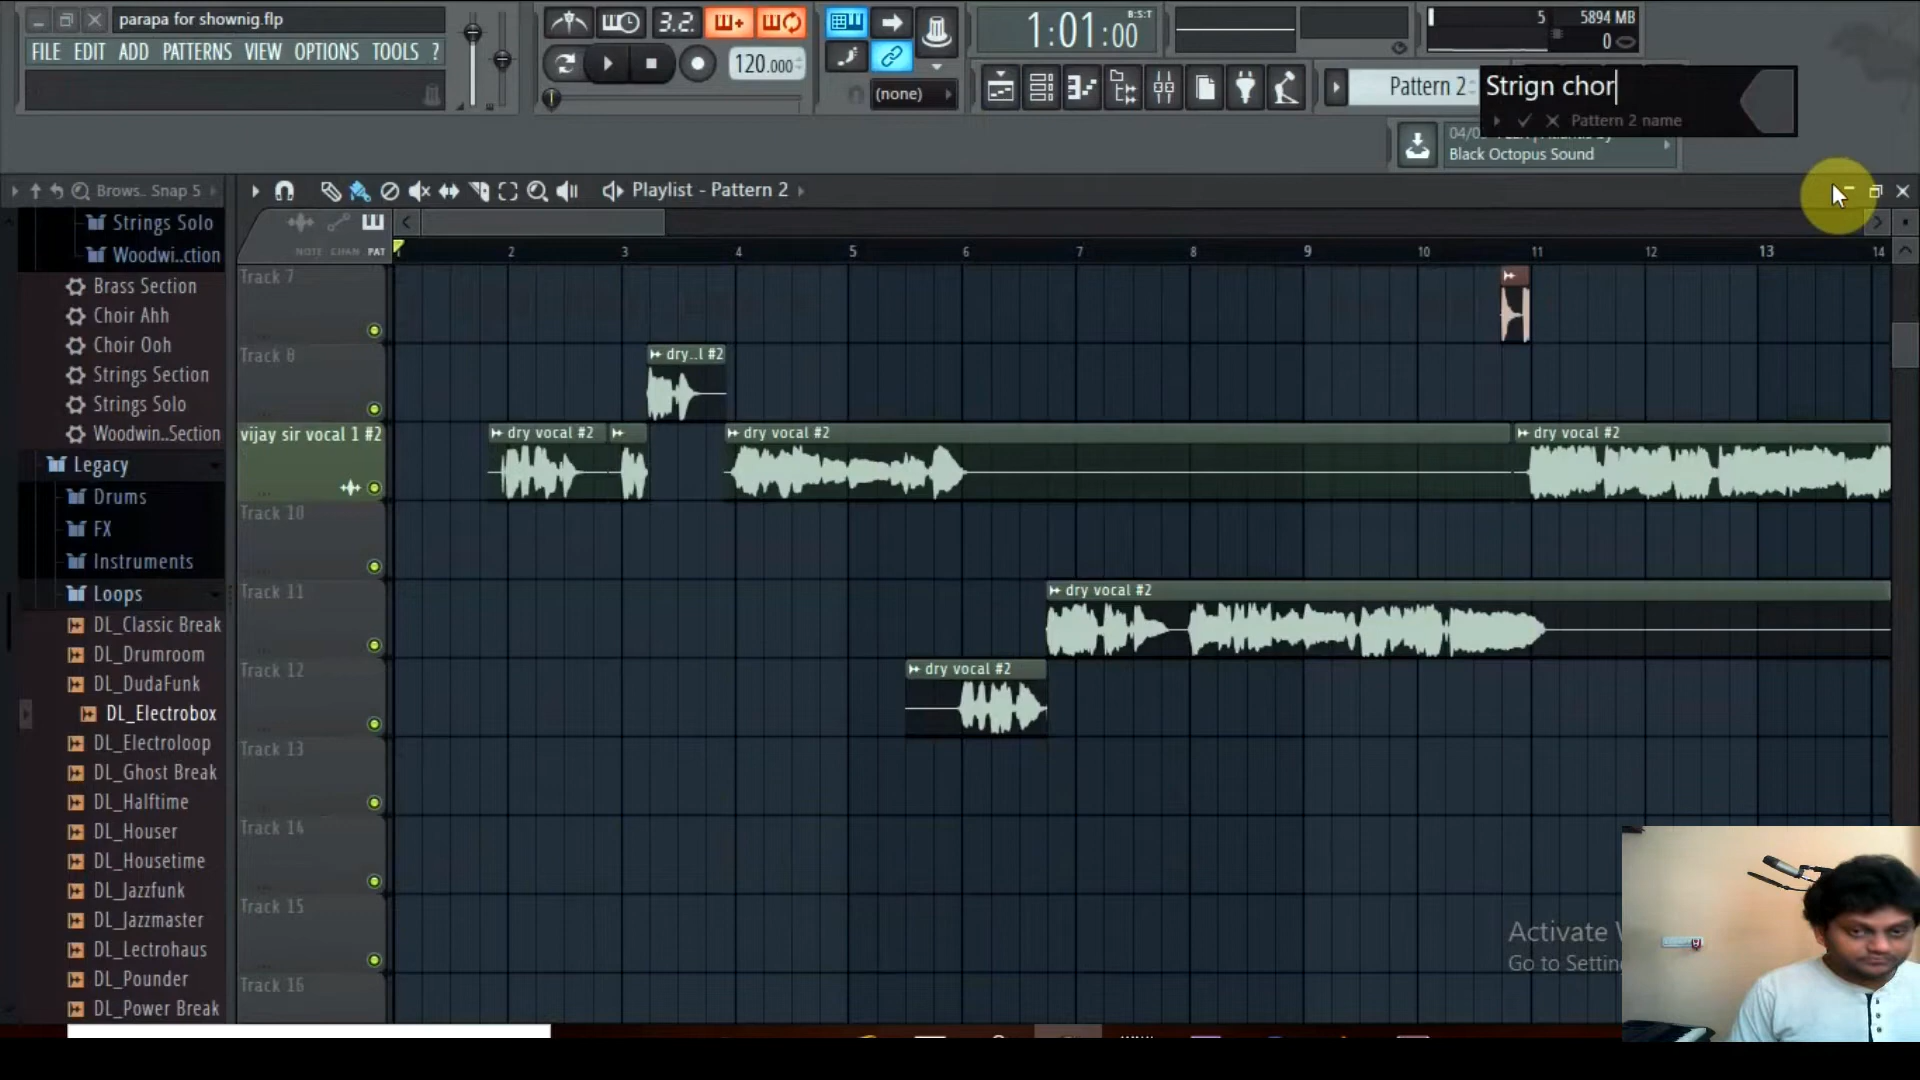 parapa for shownig.flp
FILE EDIT ADD PATTERNS VIEW OPTIONS TOOLS ?
3.2.
120.000
(none)
1:01:00
B:S:T
5
5894 MB
0
Pattern 2
Strign chor
Pattern 2 name
Black Octopus Sound
Brows.. Snap 5
Playlist - Pattern 2
NOTE CHAN PAT
2 3 4 5 6 7 8 9 10 11 12 13 14
Strings Solo
Woodwi..ction
Brass Section
Choir Ahh
Choir Ooh
Strings Section
Strings Solo
Woodwin..Section
Legacy
Drums
FX
Instruments
Loops
DL_Classic Break
DL_Drumroom
DL_DudaFunk
DL_Electrobox
DL_Electroloop
DL_Ghost Break
DL_Halftime
DL_Houser
DL_Housetime
DL_Jazzfunk
DL_Jazzmaster
DL_Lectrohaus
DL_Pounder
DL_Power Break
Track 7
Track 8
dry..l #2
vijay sir vocal 1 #2
dry vocal #2
dry vocal #2
dry vocal #2
Track 10
Track 11
dry vocal #2
Track 12
dry vocal #2
Track 13
Track 14
Track 15
Track 16
Activate
Go to Settin